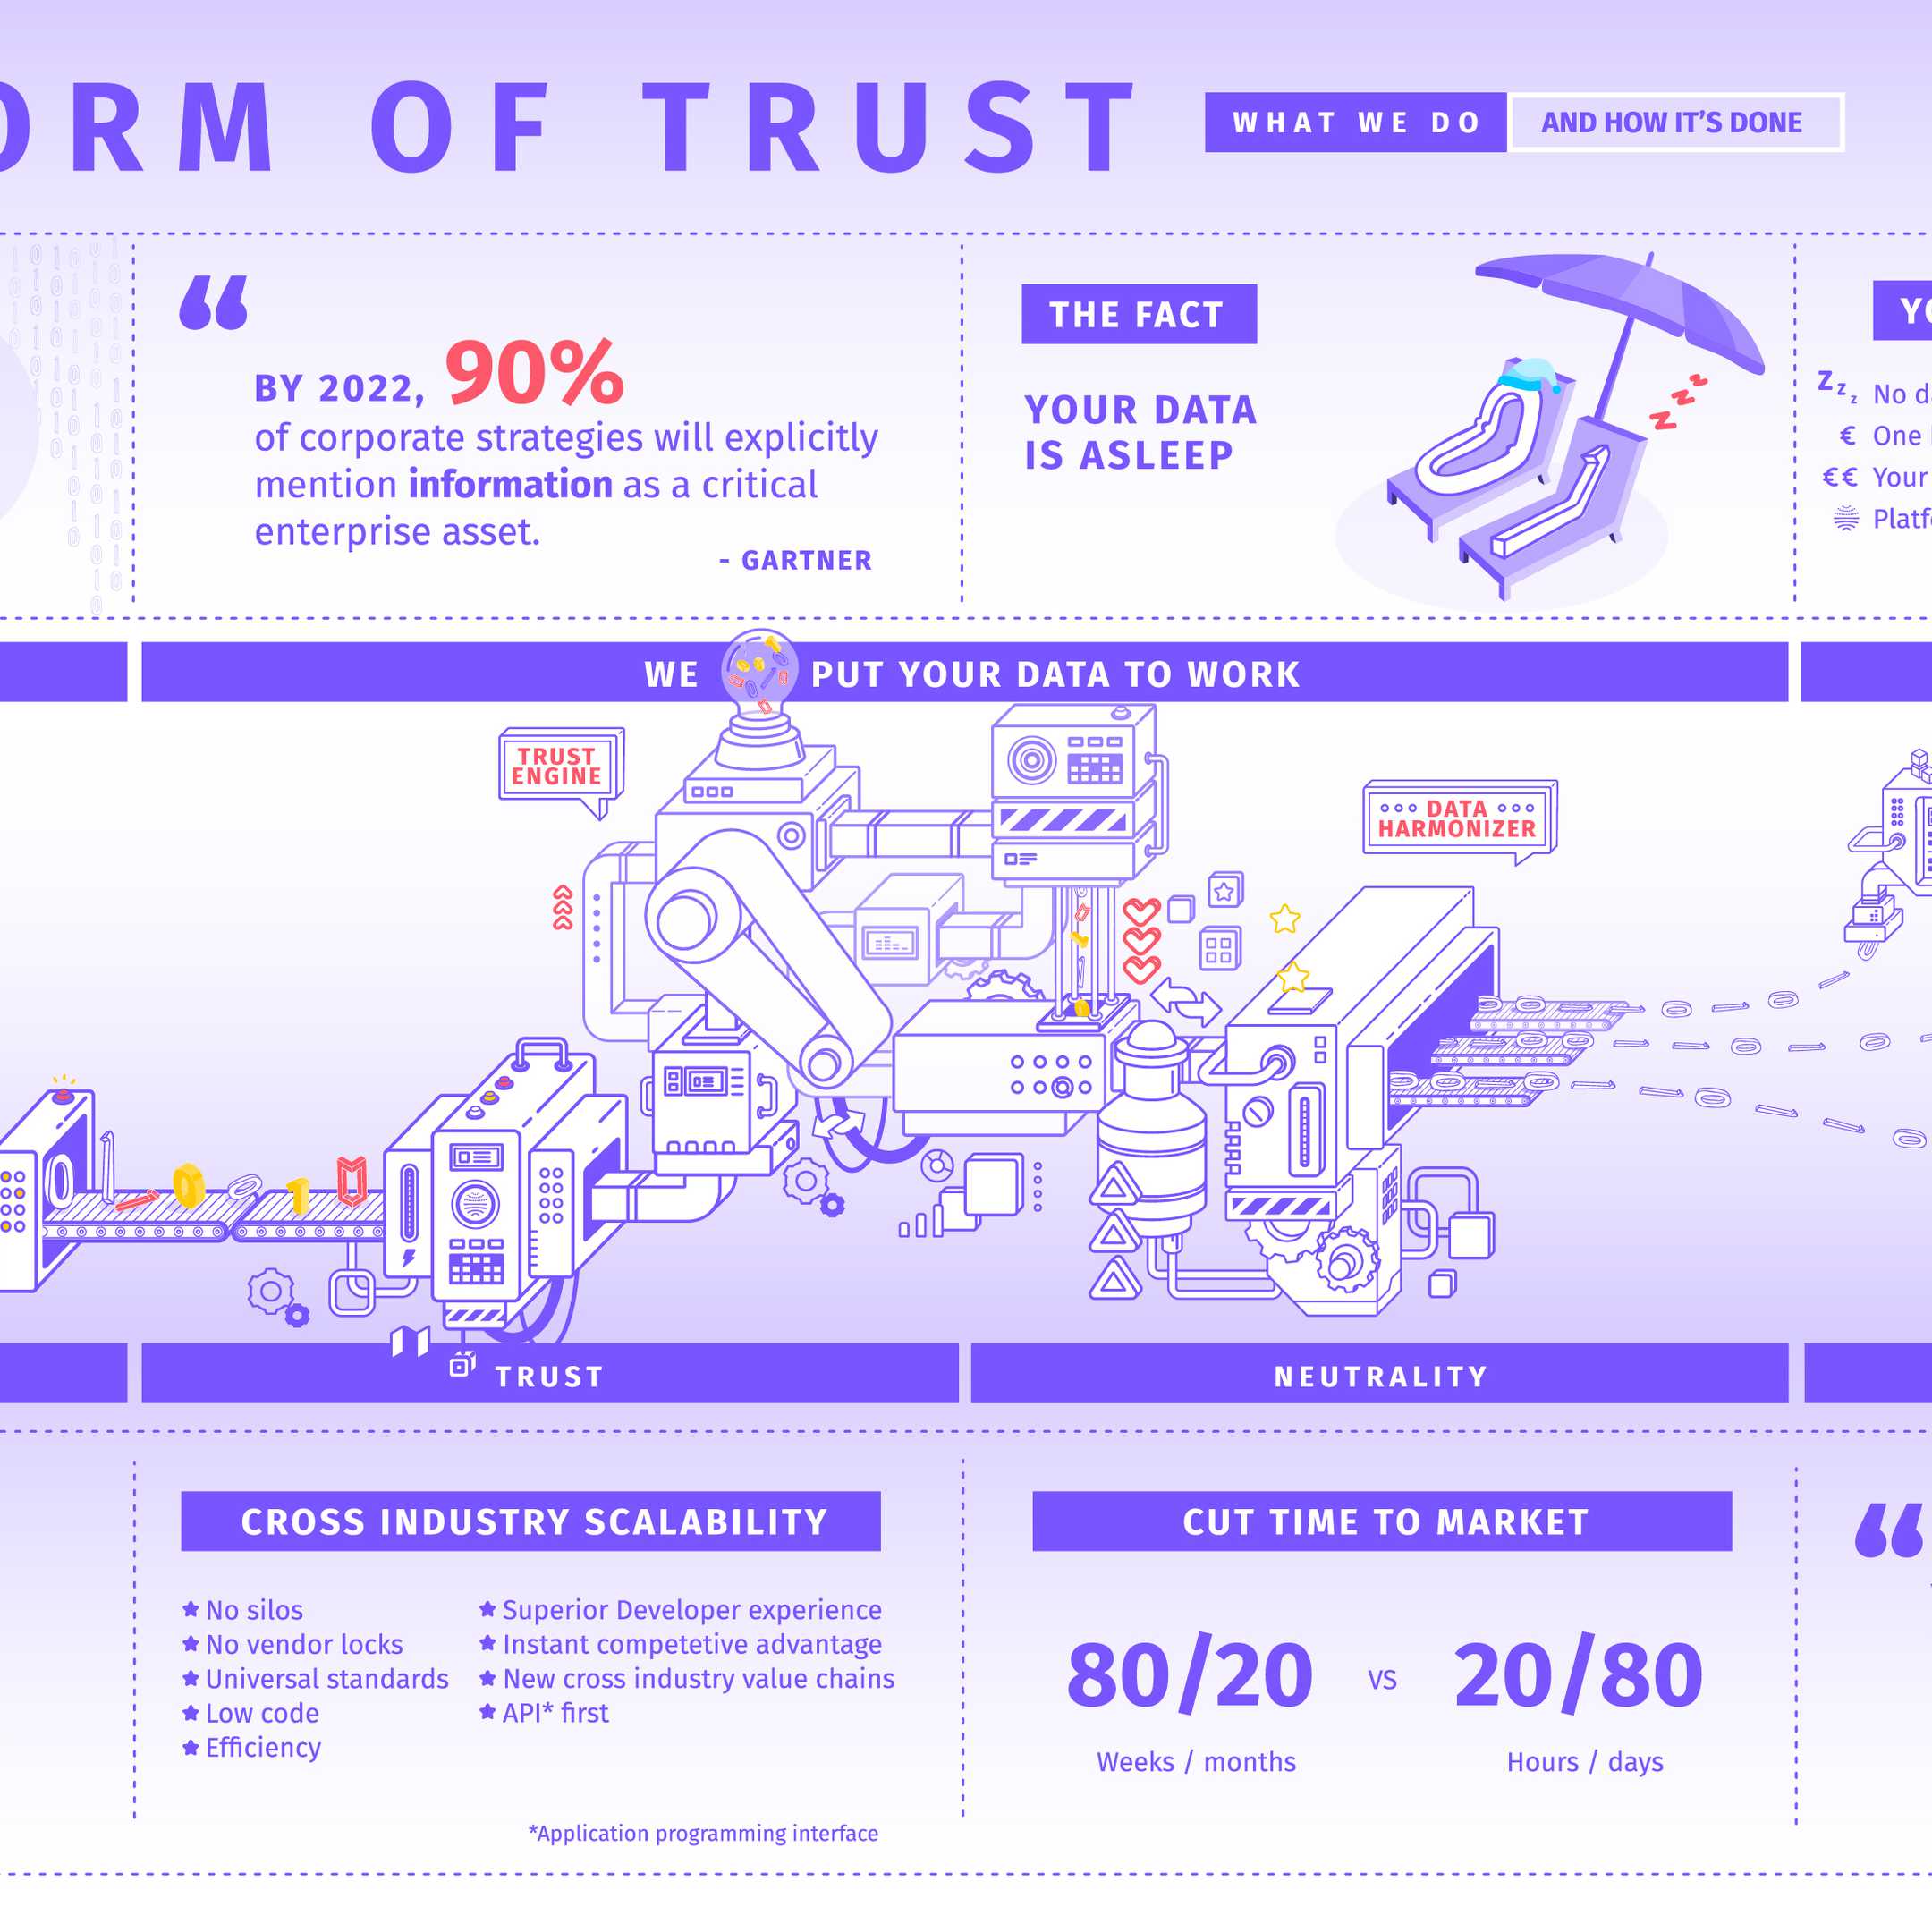 ORM OF TRUST
WHAT WE DO
AND HOW IT'S DONE
“
BY 2022, 90%
of corporate strategies will explicitly
mention information as a critical
enterprise asset.
- GARTNER
THE FACT
YOUR DATA
IS ASLEEP
z z z
YO
Z z z No d
€ One
€€ Your
Platf
WE PUT YOUR DATA TO WORK
TRUST
ENGINE
DATA
HARMONIZER
TRUST
NEUTRALITY
CROSS INDUSTRY SCALABILITY
No silos
No vendor locks
Universal standards
Low code
Efficiency
Superior Developer experience
Instant competetive advantage
New cross industry value chains
API* first
*Application programming interface
CUT TIME TO MARKET
80/20 vs 20/80
Weeks / months
Hours / days
“